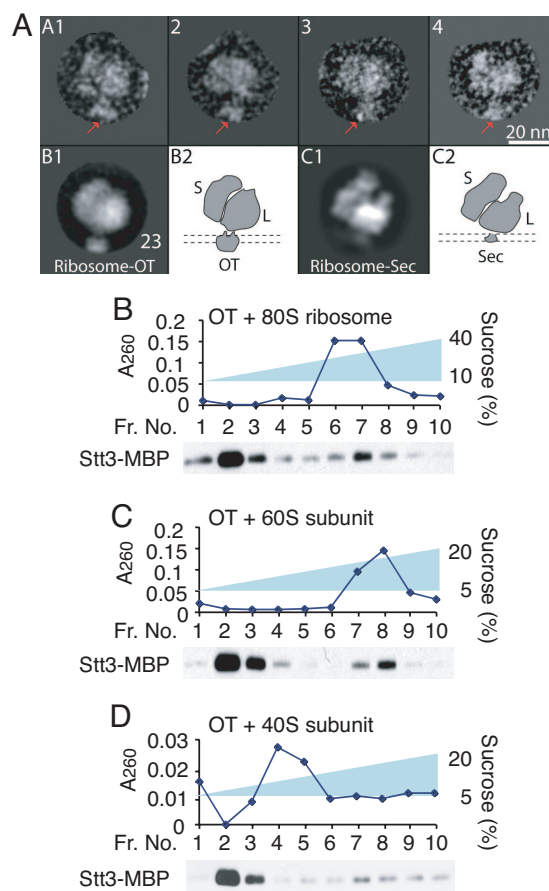 A
A1 2 3 4
20 nm
B1 B2 C1 C2
S L S L
23
Ribosome-OT OT Ribosome-Sec Sec
B OT + 80S ribosome
A260
0.2
0.15
0.1
0.05
0
40
10
Sucrose (%)
Fr. No. 1 2 3 4 5 6 7 8 9 10
Stt3-MBP
C OT + 60S subunit
A260
0.2
0.15
0.1
0.05
0
20
5
Sucrose (%)
Fr. No. 1 2 3 4 5 6 7 8 9 10
Stt3-MBP
D OT + 40S subunit
A260
0.03
0.02
0.01
0
20
5
Sucrose (%)
Fr. No. 1 2 3 4 5 6 7 8 9 10
Stt3-MBP